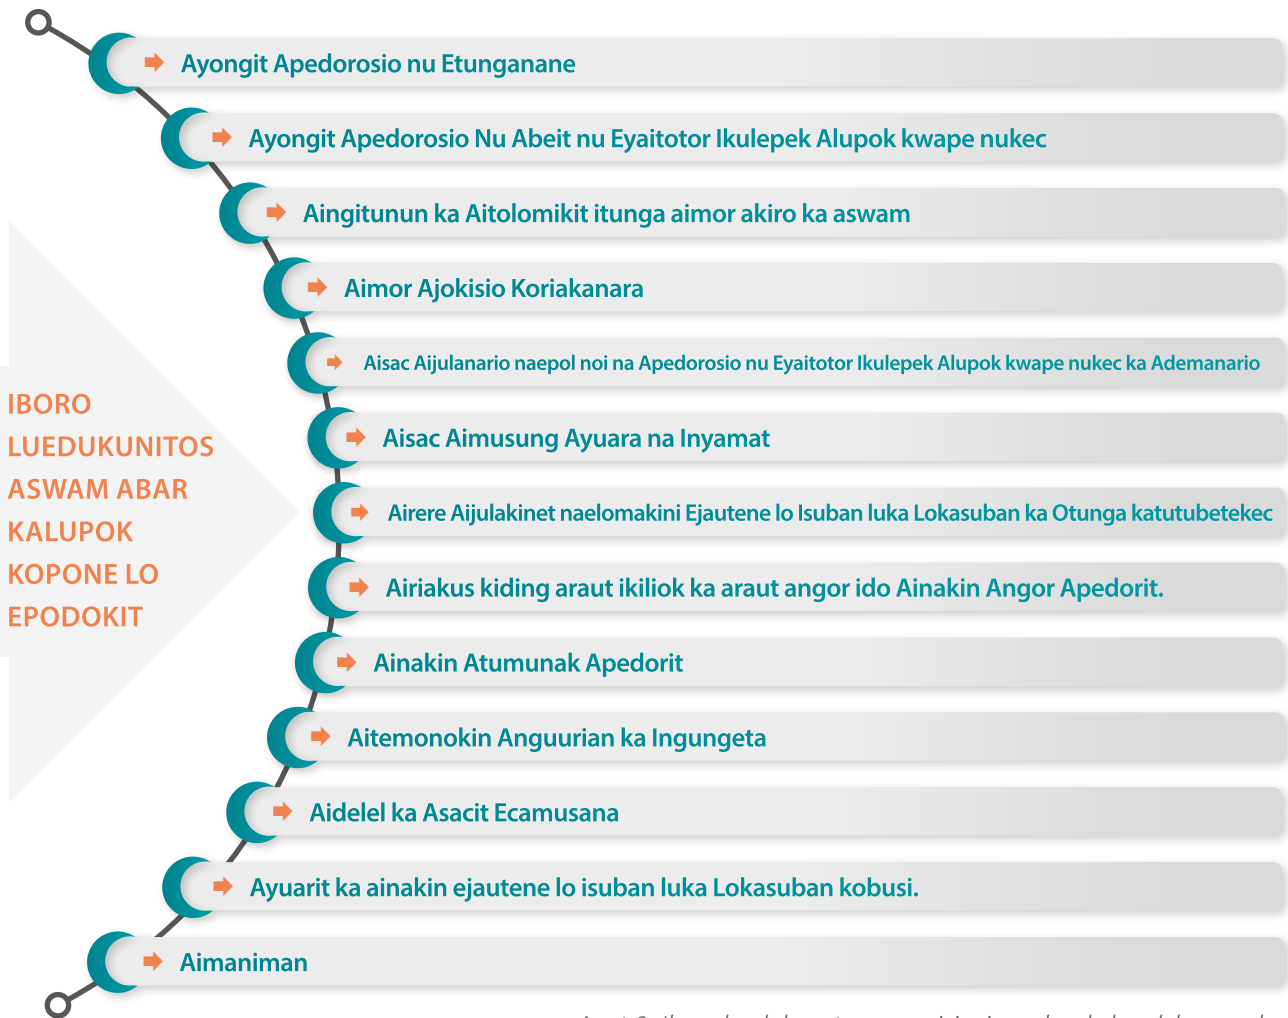 Ayongit Apedorosio nu Etunganane
Ayongit Apedorosio Nu Abeit nu Eyaitotor Ikulepek Alupok kwape nukec
Aingitunun ka Aitolomikit itunga aimor akiro ka aswam
Aimor Ajokisio Koriakanara
Aisac Aijulanario naepol noi na Apedorosio nu Eyaitotor Ikulepek Alupok kwape nukec ka Ademanario
Aisac Aimusung Ayuara na Inyamat
Airere Aijulakinet naelomakini Ejautene lo Isuban luka Lokasuban ka Otunga katutubetekec
Airiakus kiding araut ikiliok ka araut angor ido Ainakin Angor Apedorit.
Ainakin Atumunak Apedorit
Aitemonokin Anguurian ka Ingungeta
Aidelel ka Asacit Ecamusana
Ayuarit ka ainakin ejautene lo isuban luka Lokasuban kobusi.
Aimaniman
IBORO
LUEDUKUNITOS
ASWAM ABAR
KALUPOK
KOPONE LO
EPODOKIT